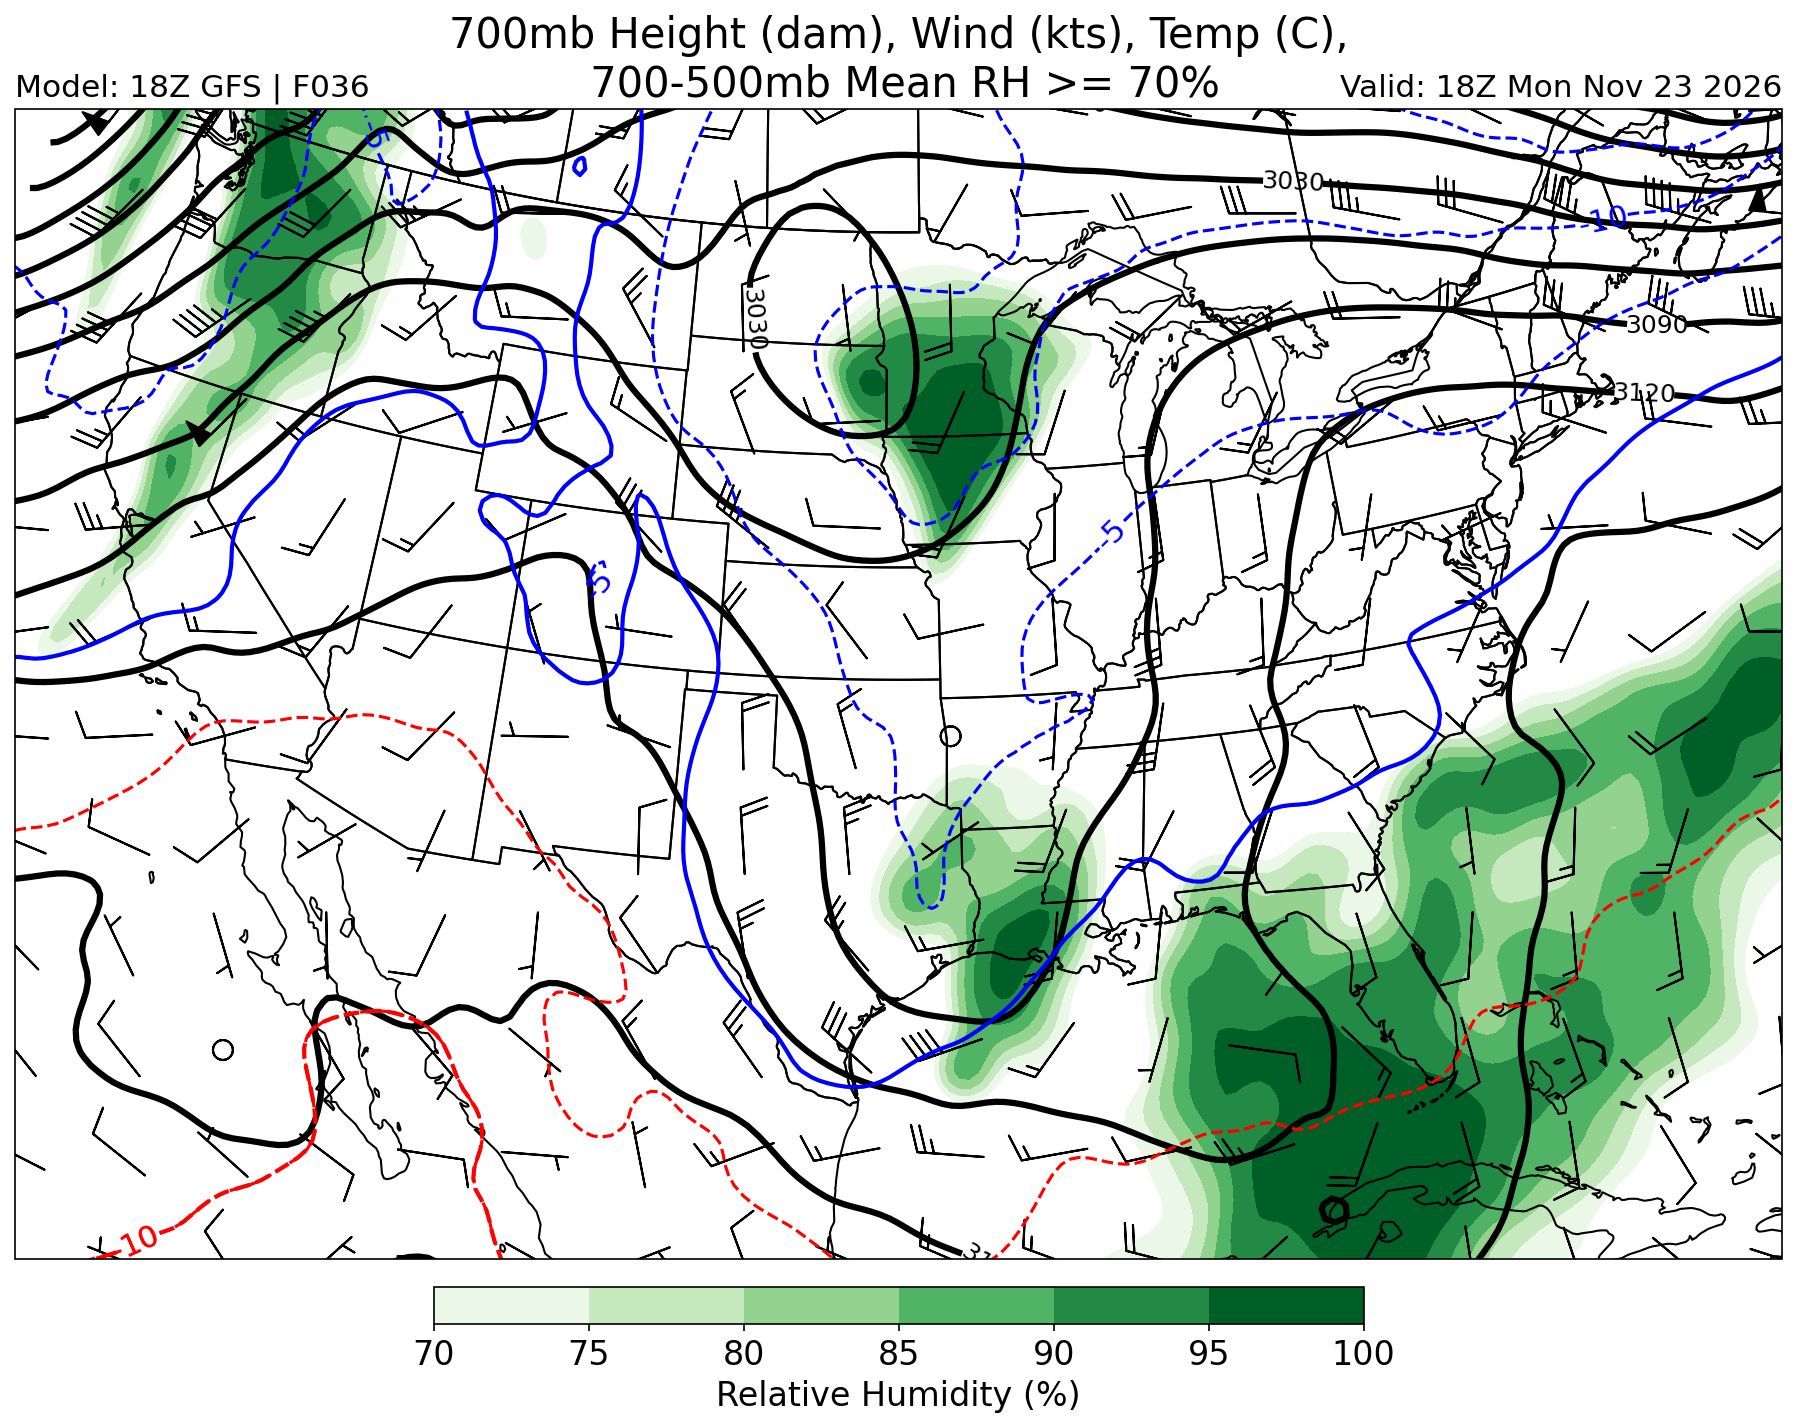 700mb Height (dam), Wind (kts), Temp (C),
700-500mb Mean RH >= 70%
Model: 18Z GFS | F036
Valid: 18Z Mon Nov 23 2026
3030
10
3030
3090
3120
-5
-5
10
70 75 80 85 90 95 100
Relative Humidity (%)